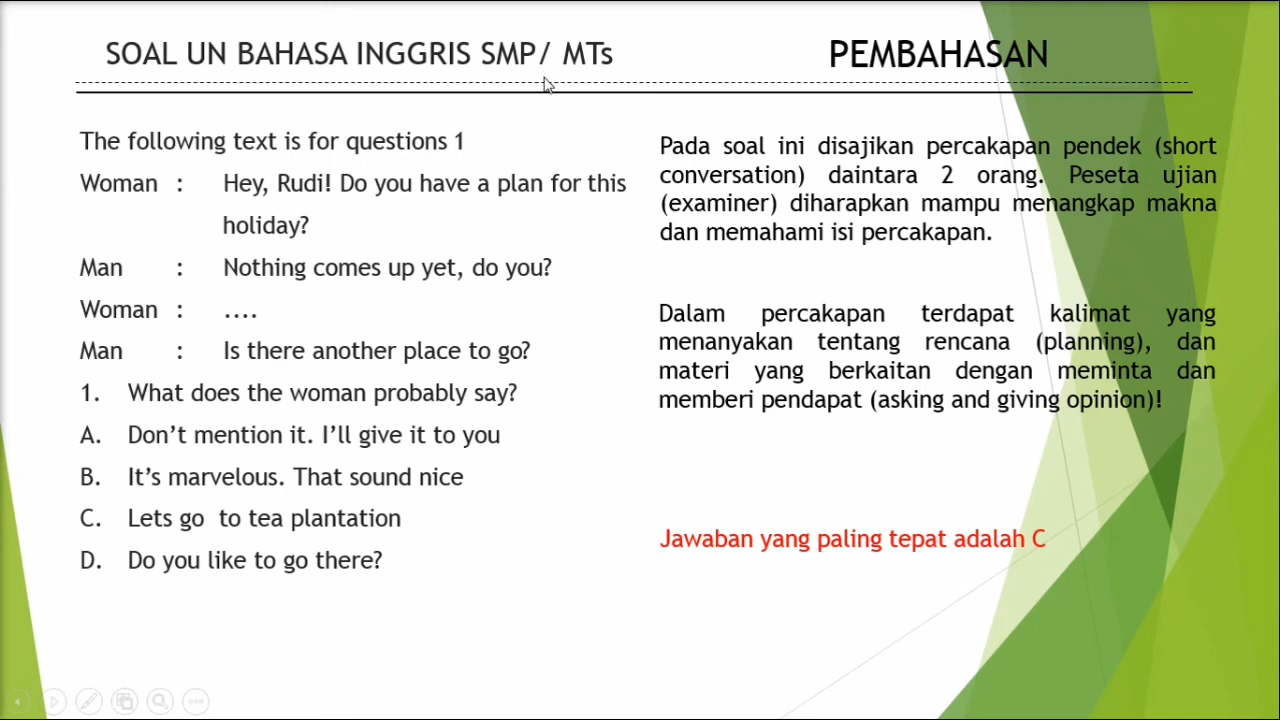 SOAL UN BAHASA INGGRIS SMP/ MTs
The following text is for questions 1
Woman : Hey, Rudi! Do you have a plan for this
holiday?
Man : Nothing comes up yet, do you?
Woman : ....
Man : Is there another place to go?
1. What does the woman probably say?
A. Don't mention it. I'll give it to you
B. It's marvelous. That sound nice
C. Lets go to tea plantation
D. Do you like to go there?
PEMBAHASAN
Pada soal ini disajikan percakapan pendek (short
conversation) daintara 2 orang. Peseta ujian
(examiner) diharapkan mampu menangkap makna
dan memahami isi percakapan.
Dalam percakapan terdapat kalimat yang
menanyakan tentang rencana (planning), dan
materi yang berkaitan dengan meminta dan
memberi pendapat (asking and giving opinion)!
Jawaban yang paling tepat adalah C